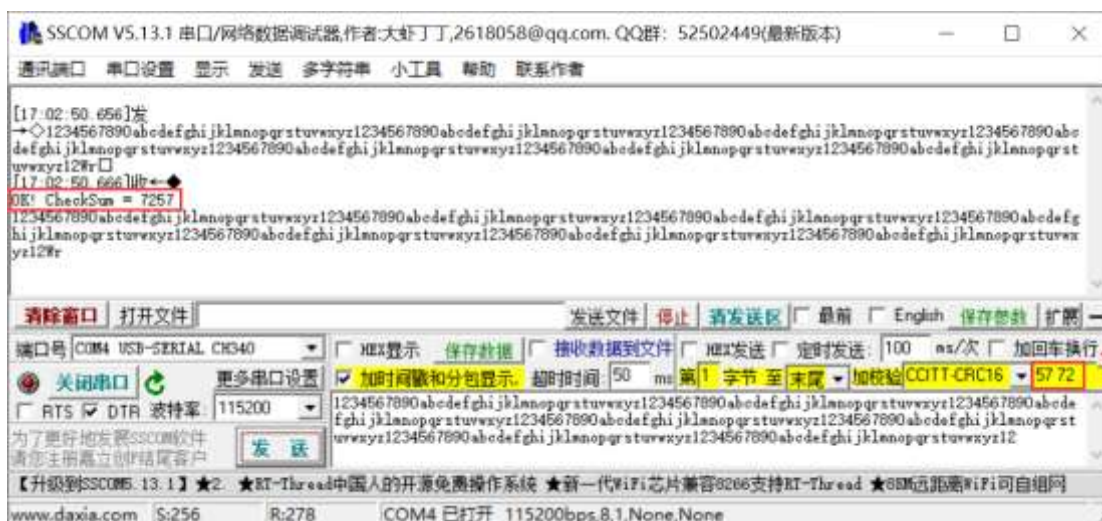 SSCOM V5.13.1 串口/网络数据调试器,作者:大虾丁丁,2618058@qq.com. QQ群: 52502449(最新版本)
通讯端口 串口设置 显示 发送 多字符串 小工具 帮助 联系作者
[17:02:50.656]发
→◇1234567890abcdefghijklmnopqrstuvwxyz1234567890abcdefghijklmnopqrstuvwxyz1234567890abcdefghijklmnopqrstuvwxyz1234567890abc
defghijklmnopqrstuvwxyz1234567890abcdefghijklmnopqrstuvwxyz1234567890abcdefghijklmnopqrstuvwxyz1234567890abcdefghijklmnopqrst
uvwxyz12Wr□
[17:02:50.666]收←◆
OK! CheckSum = 7257
1234567890abcdefghijklmnopqrstuvwxyz1234567890abcdefghijklmnopqrstuvwxyz1234567890abcdefghijklmnopqrstuvwxyz1234567890abcdefg
hijklmnopqrstuvwxyz1234567890abcdefghijklmnopqrstuvwxyz1234567890abcdefghijklmnopqrstuvwxyz1234567890abcdefghijklmnopqrstuvwx
yz12Wr
清除窗口 打开文件 发送文件 停止 清发送区 最前 English 保存参数 扩展 —
端口号 COM4 USB-SERIAL CH340 HEX显示 保存数据 接收数据到文件 HEX发送 定时发送: 100 ms/次 加回车换行
关闭串口 更多串口设置 加时间戳和分包显示. 超时时间: 50 ms 第 1 字节 至 末尾 加校验 CCITT-CRC16 57 72
RTS DTR 波特率: 115200 1234567890abcdefghijklmnopqrstuvwxyz1234567890abcdefghijklmnopqrstuvwxyz1234567890abcde
fghijklmnopqrstuvwxyz1234567890abcdefghijklmnopqrstuvwxyz1234567890abcdefghijklmnopqrst
为了更好地发展SSCOM软件 uvwxyz1234567890abcdefghijklmnopqrstuvwxyz1234567890abcdefghijklmnopqrstuvwxyz12
请您注册嘉立创F结尾客户 发 送
【升级到SSCOM5.13.1】★2. ★RT-Thread中国人的开源免费操作系统 ★新一代WiFi芯片兼容8266支持RT-Thread ★8KM远距离WiFi可自组网
www.daxia.com S:256 R:278 COM4 已打开 115200bps,8,1,None,None